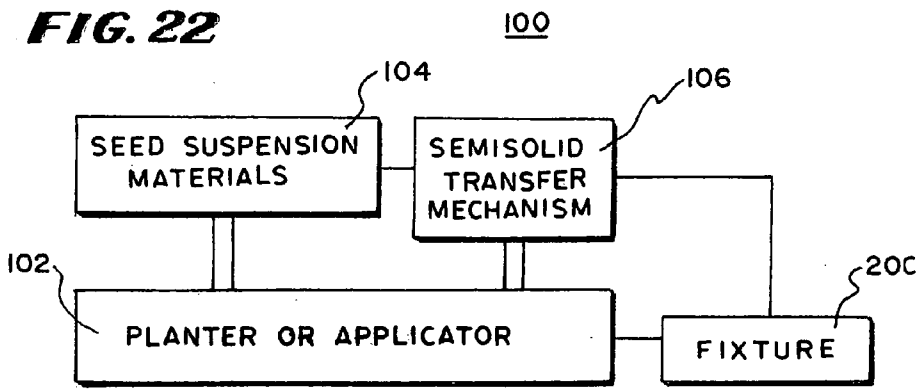 FIG. 22
100
104
106
SEED SUSPENSION
MATERIALS
SEMISOLID
TRANSFER
MECHANISM
102
200
PLANTER OR APPLICATOR
FIXTURE